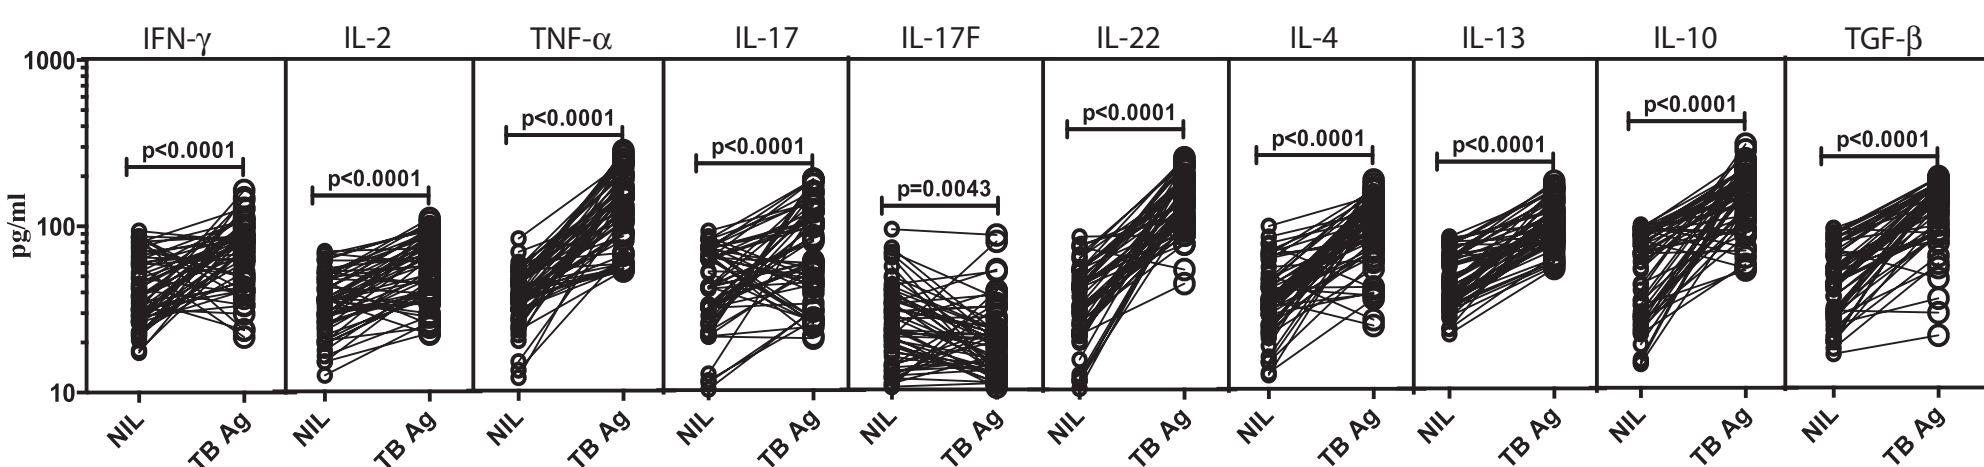 IFN-γ IL-2 TNF-α IL-17 IL-17F IL-22 IL-4 IL-13 IL-10 TGF-β
1000
p<0.0001 p<0.0001 p<0.0001 p<0.0001 p=0.0043 p<0.0001 p<0.0001 p<0.0001 p<0.0001 p<0.0001
pg/ml
100
10
NIL TB Ag NIL TB Ag NIL TB Ag NIL TB Ag NIL TB Ag NIL TB Ag NIL TB Ag NIL TB Ag NIL TB Ag NIL TB Ag